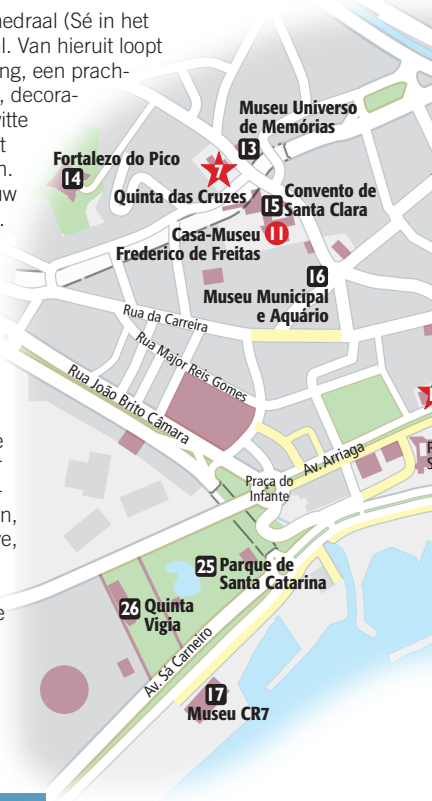 edraal (Sé in het
l. Van hieruit loopt
ng, een prach-
, decora-
vitte
t
n.
uw
.
Museu Universo
de Memórias
13
Fortalezo do Pico
14
7
Quinta das Cruzes
15 Convento de
Santa Clara
Casa-Museu 11
Frederico de Freitas
16
Museu Municipal
e Aquário
Rua da Carreira
Rua Major Reis Gomes
Rua João Brito Câmara
Av. Arriaga
Praça do
Infante
e
-
n,
ve,
e
25 Parque de
Santa Catarina
26 Quinta
Vigia
Av. Sá Carneiro
17
Museu CR7